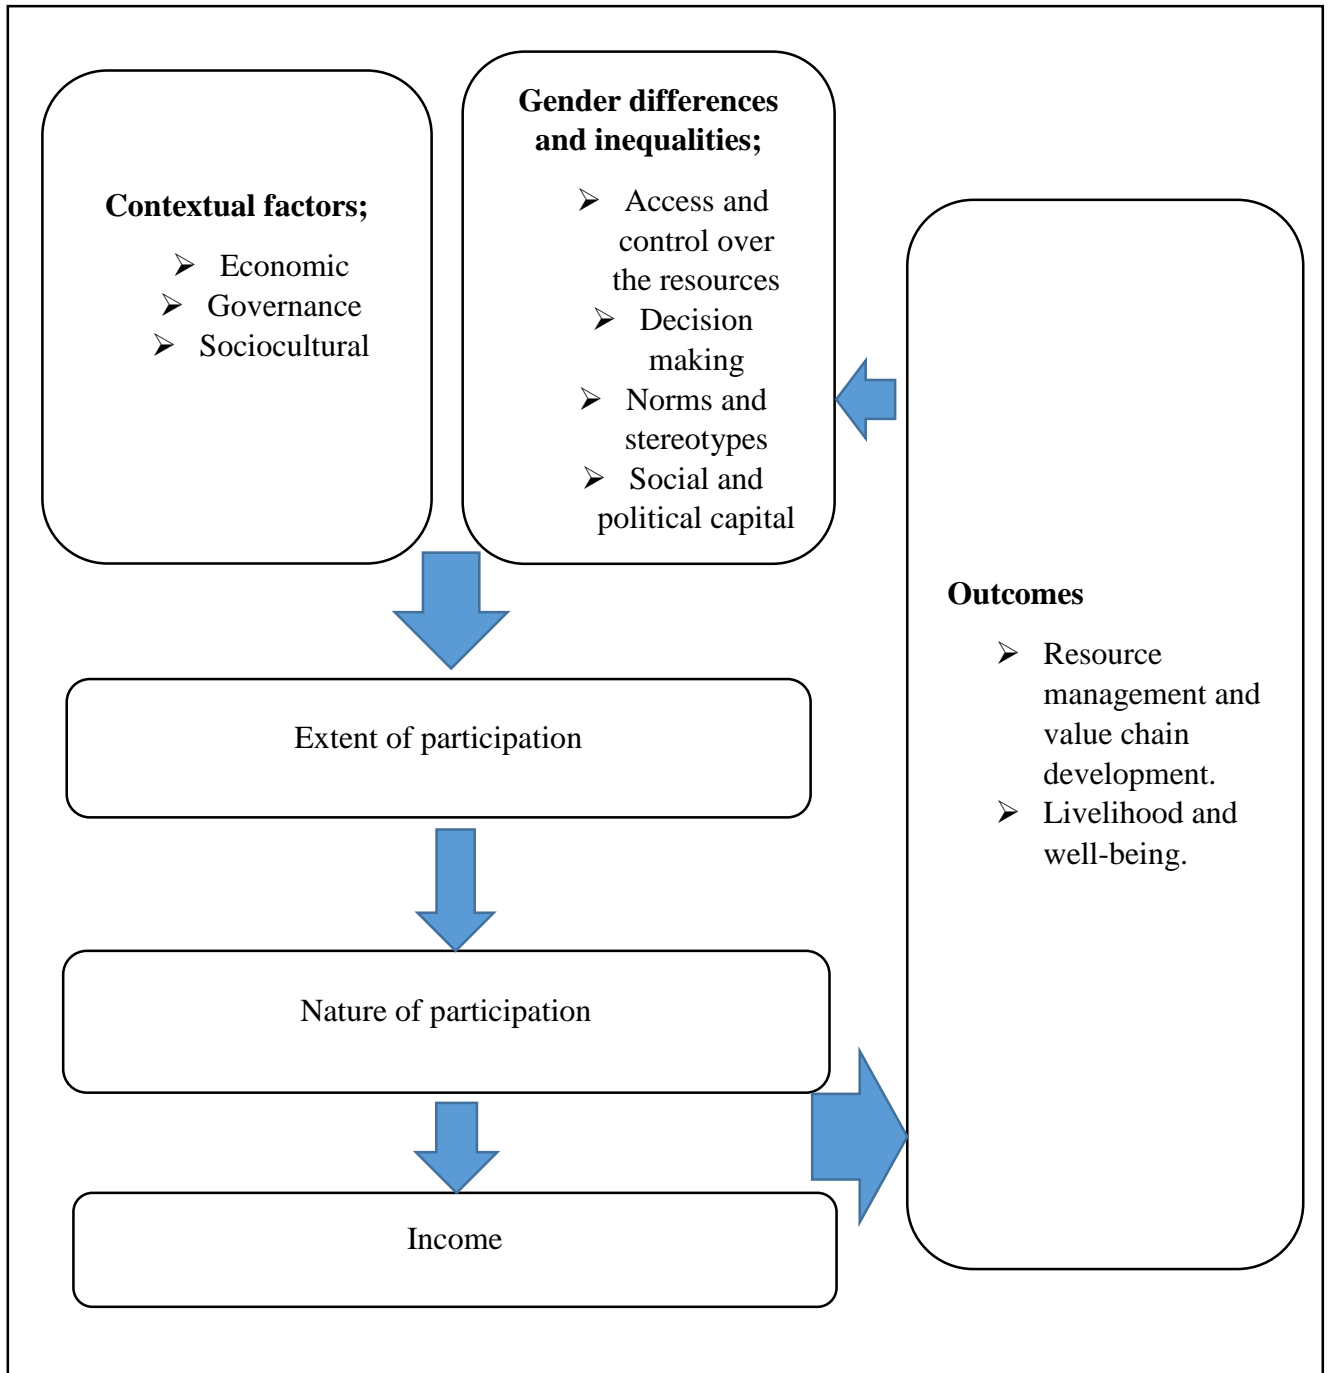 Contextual factors;
➢ Economic
➢ Governance
➢ Sociocultural
Gender differences
and inequalities;
➢ Access and
control over
the resources
➢ Decision
making
➢ Norms and
stereotypes
➢ Social and
political capital
Extent of participation
Nature of participation
Income
Outcomes
➢ Resource
management and
value chain
development.
➢ Livelihood and
well-being.